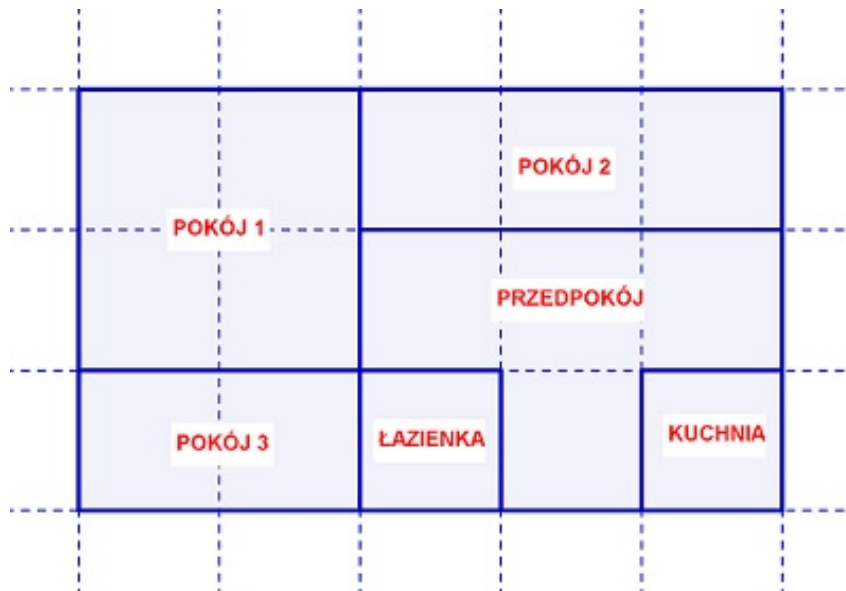 POKÓJ 2
POKÓJ 1
PRZEDPOKÓJ
POKÓJ 3
ŁAZIENKA
KUCHNIA